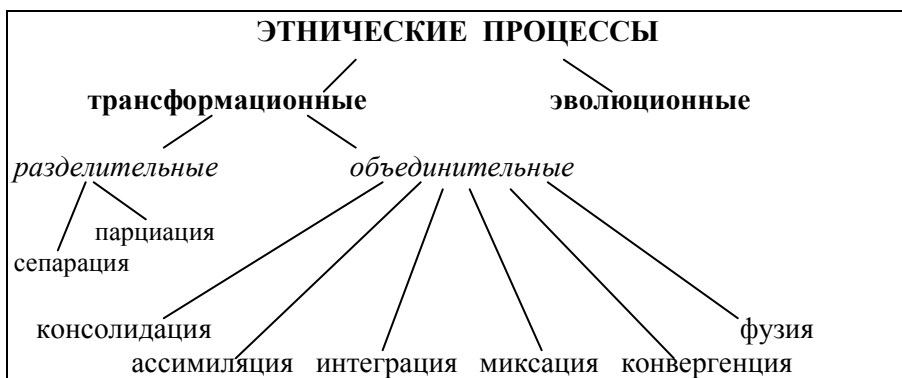 ЭТНИЧЕСКИЕ ПРОЦЕССЫ
трансформационные эволюционные
разделительные объединительные
парциация
сепарация
консолидация фузия
ассимиляция интеграция миксация конвергенция